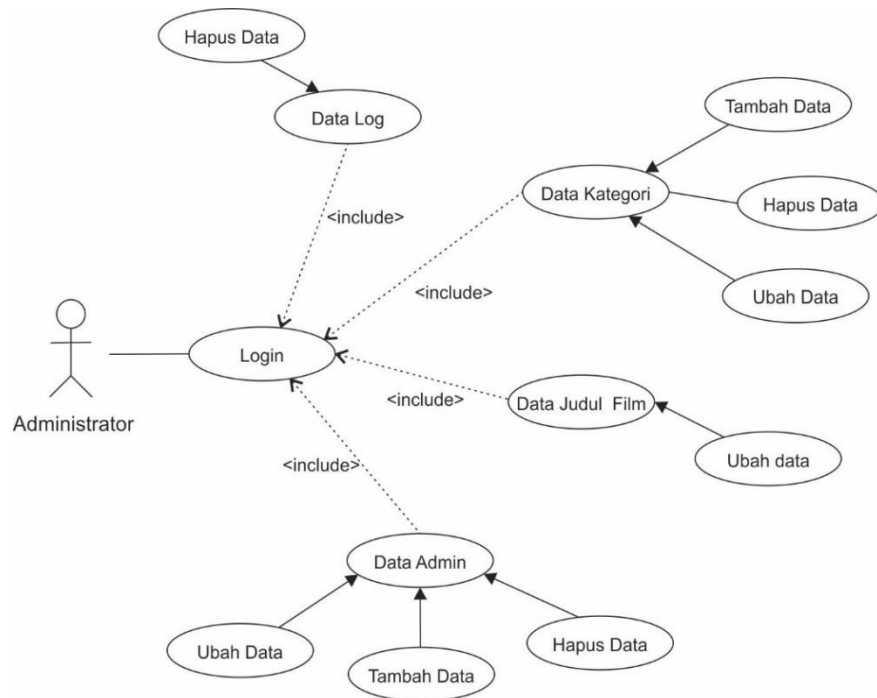 Hapus Data
Data Log
Tambah Data
Data Kategori
Hapus Data
<include>
<include>
Ubah Data
Login
Administrator
<include>
Data Judul  Film
Ubah data
<include>
Data Admin
Ubah Data
Tambah Data
Hapus Data